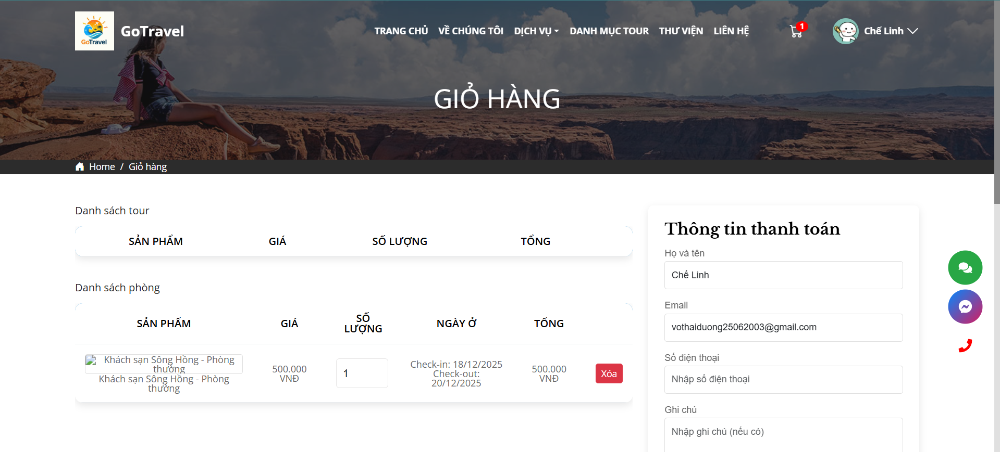 GoTravel
GoTravel
TRANG CHỦ VỀ CHÚNG TÔI DỊCH VỤ DANH MỤC TOUR THƯ VIỆN LIÊN HỆ
1
Chế Linh
GIỎ HÀNG
Home / Giỏ hàng
Danh sách tour
SẢN PHẨM GIÁ SỐ LƯỢNG TỔNG
Danh sách phòng
SẢN PHẨM GIÁ SỐ LƯỢNG NGÀY Ở TỔNG
Khách sạn Sông Hồng - Phòng
thường
Khách sạn Sông Hồng - Phòng
thường
500.000
VNĐ
1
Check-in: 18/12/2025
Check-out:
20/12/2025
500.000
VNĐ
Xóa
Thông tin thanh toán
Họ và tên
Chế Linh
Email
vothaiduong25062003@gmail.com
Số điện thoại
Nhập số điện thoại
Ghi chú
Nhập ghi chú (nếu có)